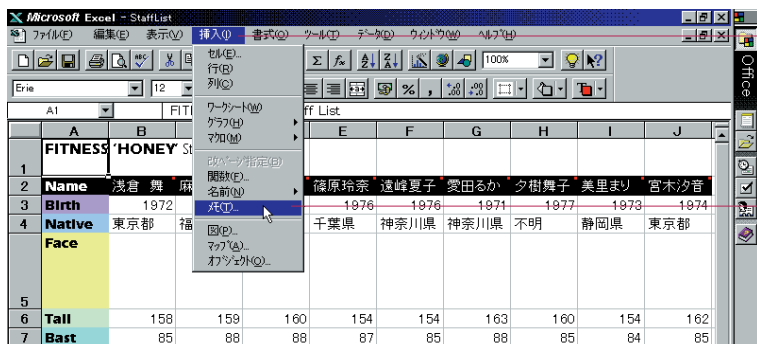 Microsoft Excel - StaffList
ファイル(F) 編集(E) 表示(V) 挿入(I) 書式(O) ツール(T) データ(D) ウィンドウ(W) ヘルプ(H)
Office
セル(E)...
行(R)
列(C)
ワークシート(W)
グラフ(H)
マクロ(M)
改ページ指定(B)
関数(F)...
名前(N)
メモ(T)...
図(P)...
マップ(A)...
オブジェクト(O)...
100%
Erie 12
A1 FIT ff List
A B E F G H I J
1 FITNESS 'HONEY' St
2 Name 浅倉 舞 麻 篠原玲奈 遠峰夏子 愛田るか 夕樹舞子 美里まり 宮木汐音
3 Birth 1972 1976 1976 1971 1977 1973 1974
4 Native 東京都 福 千葉県 神奈川県 神奈川県 不明 静岡県 東京都
5 Face
6 Tall 158 159 160 154 154 163 160 154 162
7 Bast 85 88 88 87 85 88 85 84 85